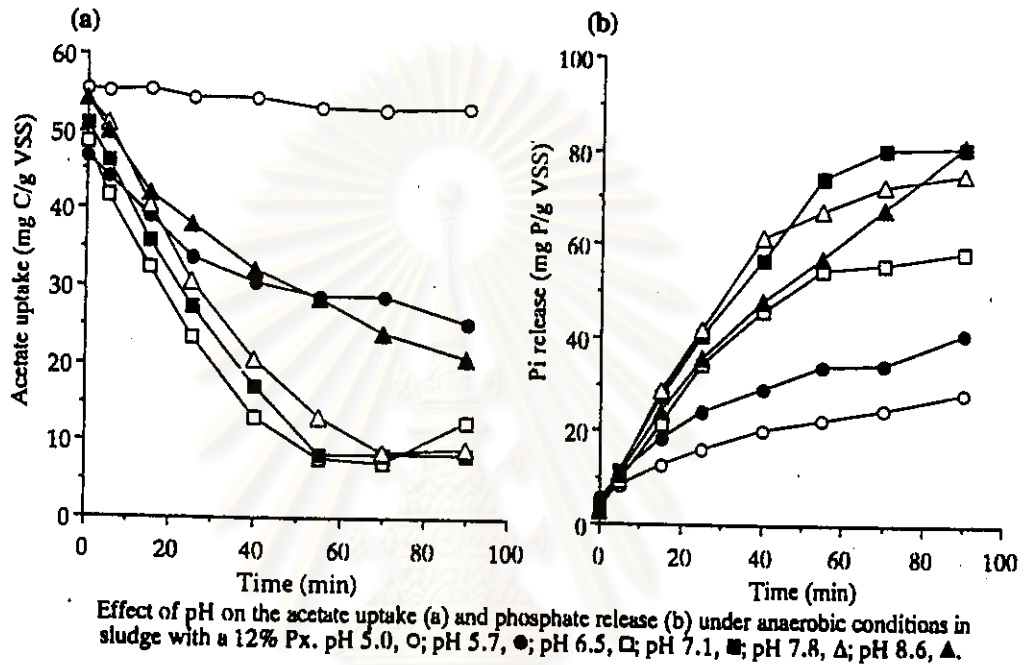 (a)
60
50
40
30
20
10
0
Acetate uptake (mg C/g VSS)
0 20 40 60 80 100
Time (min)
(b)
100
80
60
40
20
0
Pi release (mg P/g VSS)
0 20 40 60 80 100
Time (min)
Effect of pH on the acetate uptake (a) and phosphate release (b) under anaerobic conditions in
sludge with a 12% Px. pH 5.0, ○; pH 5.7, ●; pH 6.5, □; pH 7.1, ■; pH 7.8, △; pH 8.6, ▲.